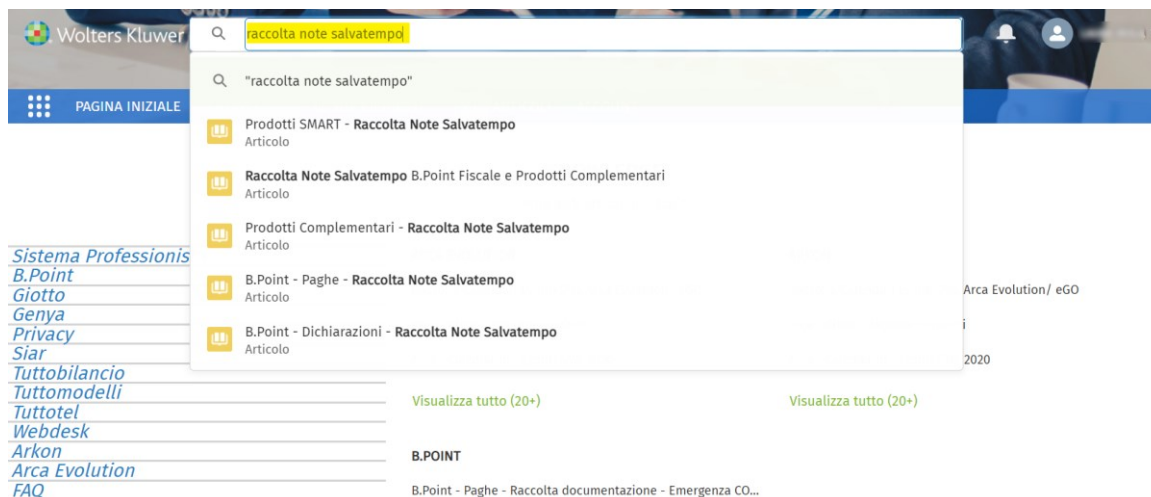 Wolters Kluwer
raccolta note salvatempo
"raccolta note salvatempo"
PAGINA INIZIALE
Prodotti SMART - Raccolta Note Salvatempo
Articolo
Raccolta Note Salvatempo B.Point Fiscale e Prodotti Complementari
Articolo
Prodotti Complementari - Raccolta Note Salvatempo
Articolo
B.Point - Paghe - Raccolta Note Salvatempo
Articolo
B.Point - Dichiarazioni - Raccolta Note Salvatempo
Articolo
Sistema Professionis
B.Point
Giotto
Genya
Privacy
Siar
Tuttobilancio
Tuttomodelli
Tuttotel
Webdesk
Arkon
Arca Evolution
FAQ
Arca Evolution/ eGO
i
2020
Visualizza tutto (20+)
Visualizza tutto (20+)
B.POINT
B.Point - Paghe - Raccolta documentazione - Emergenza CO...